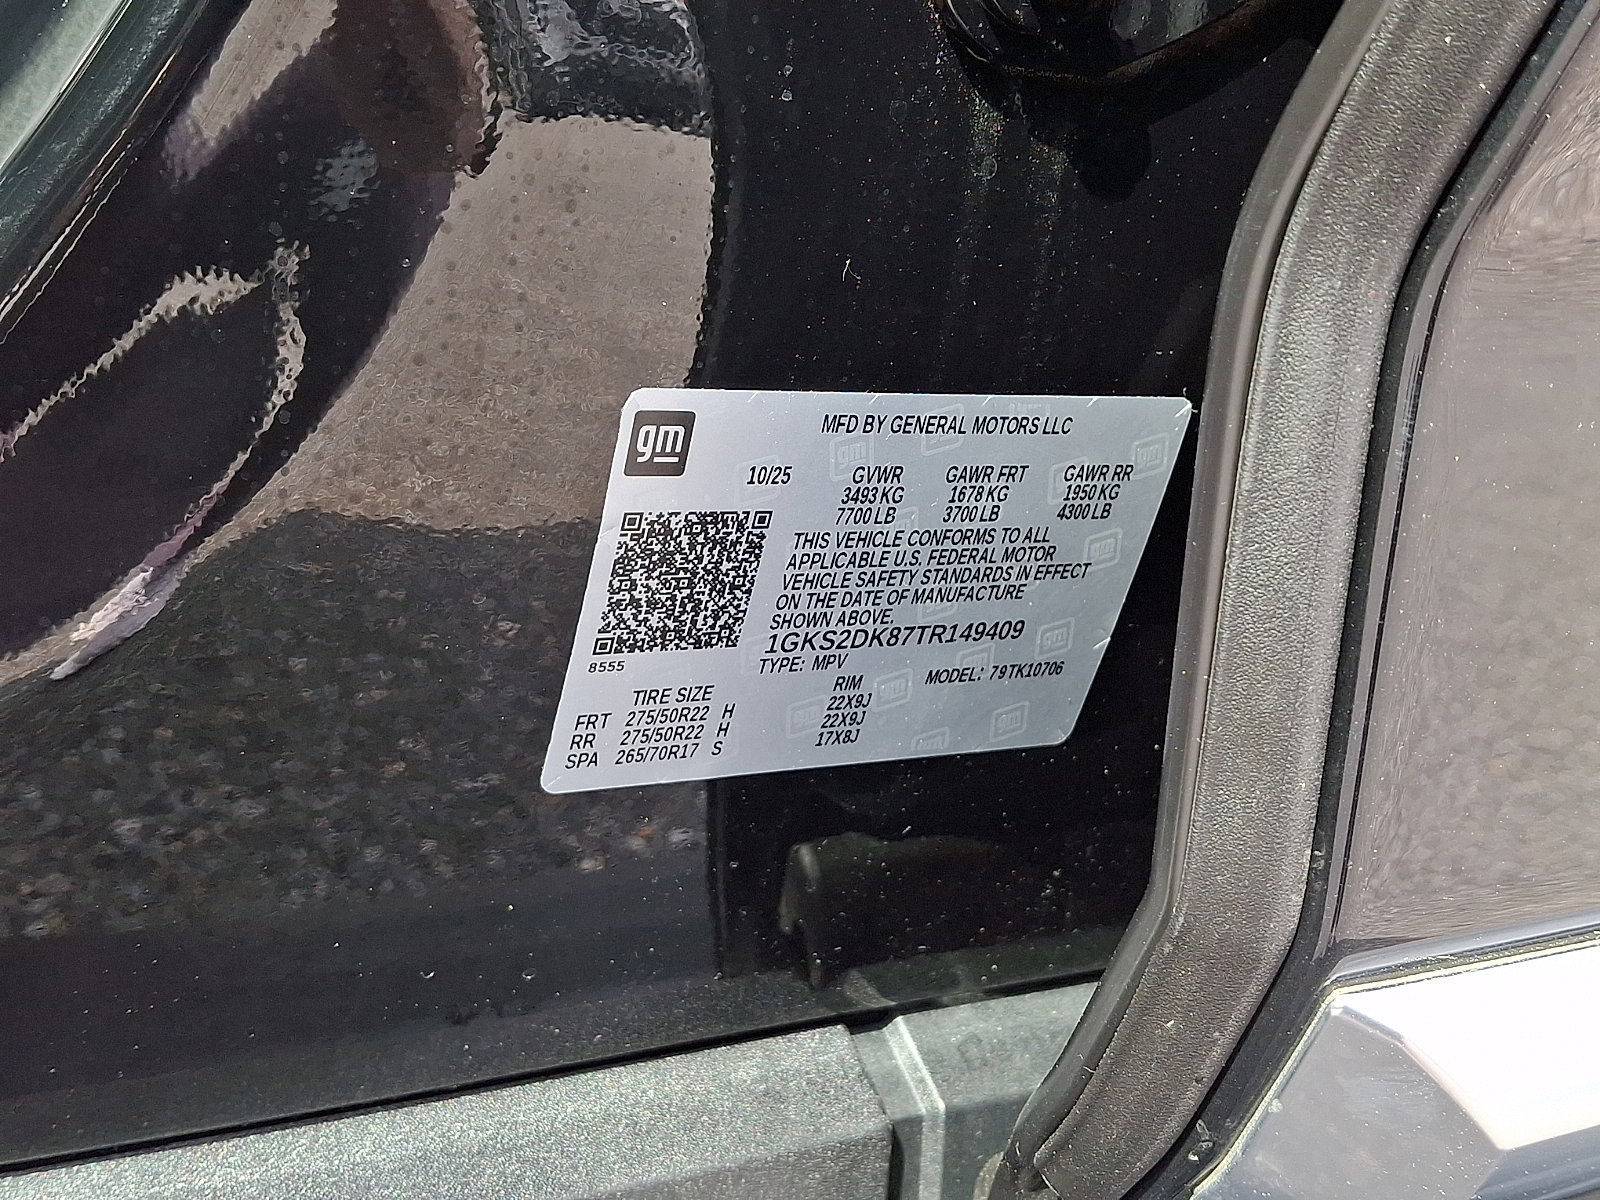 gm
MFD BY GENERAL MOTORS LLC
10/25 GVWR GAWR FRT GAWR RR
3493 KG 1678 KG 1950 KG
7700 LB 3700 LB 4300 LB
THIS VEHICLE CONFORMS TO ALL
APPLICABLE U.S. FEDERAL MOTOR
VEHICLE SAFETY STANDARDS IN EFFECT
ON THE DATE OF MANUFACTURE
SHOWN ABOVE.
1GKS2DK87TR149409
8555
TYPE: MPV MODEL: 79TK10706
TIRE SIZE RIM
FRT 275/50R22 H 22X9J
RR 275/50R22 H 22X9J
SPA 265/70R17 S 17X8J